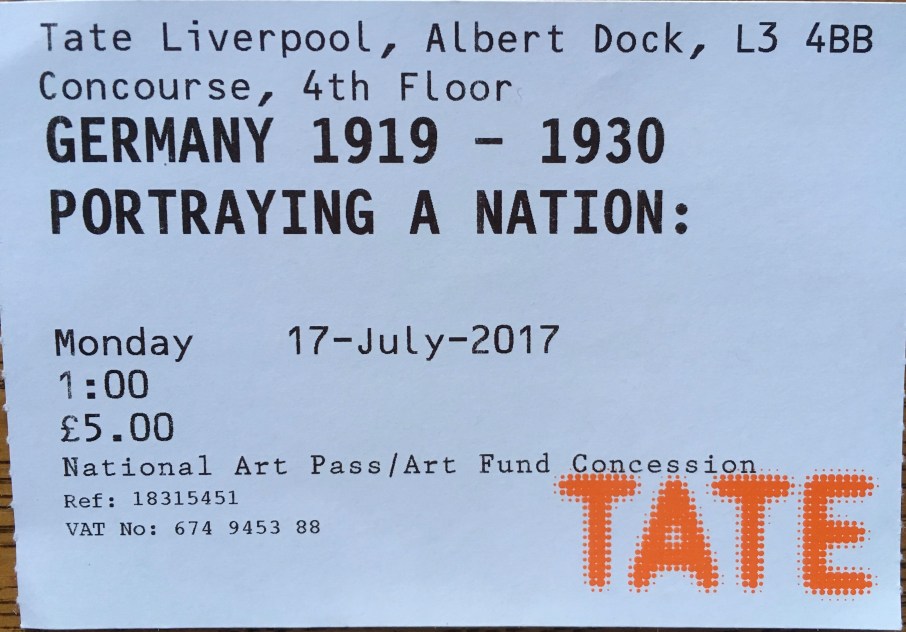 Tate Liverpool, Albert Dock, L3 4BB
Concourse, 4th Floor
GERMANY 1919 - 1930
PORTRAYING A NATION:
Monday 17-July-2017
1:00
£5.00
National Art Pass/Art Fund Concession
Ref: 18315451
VAT No: 674 9453 88
TATE